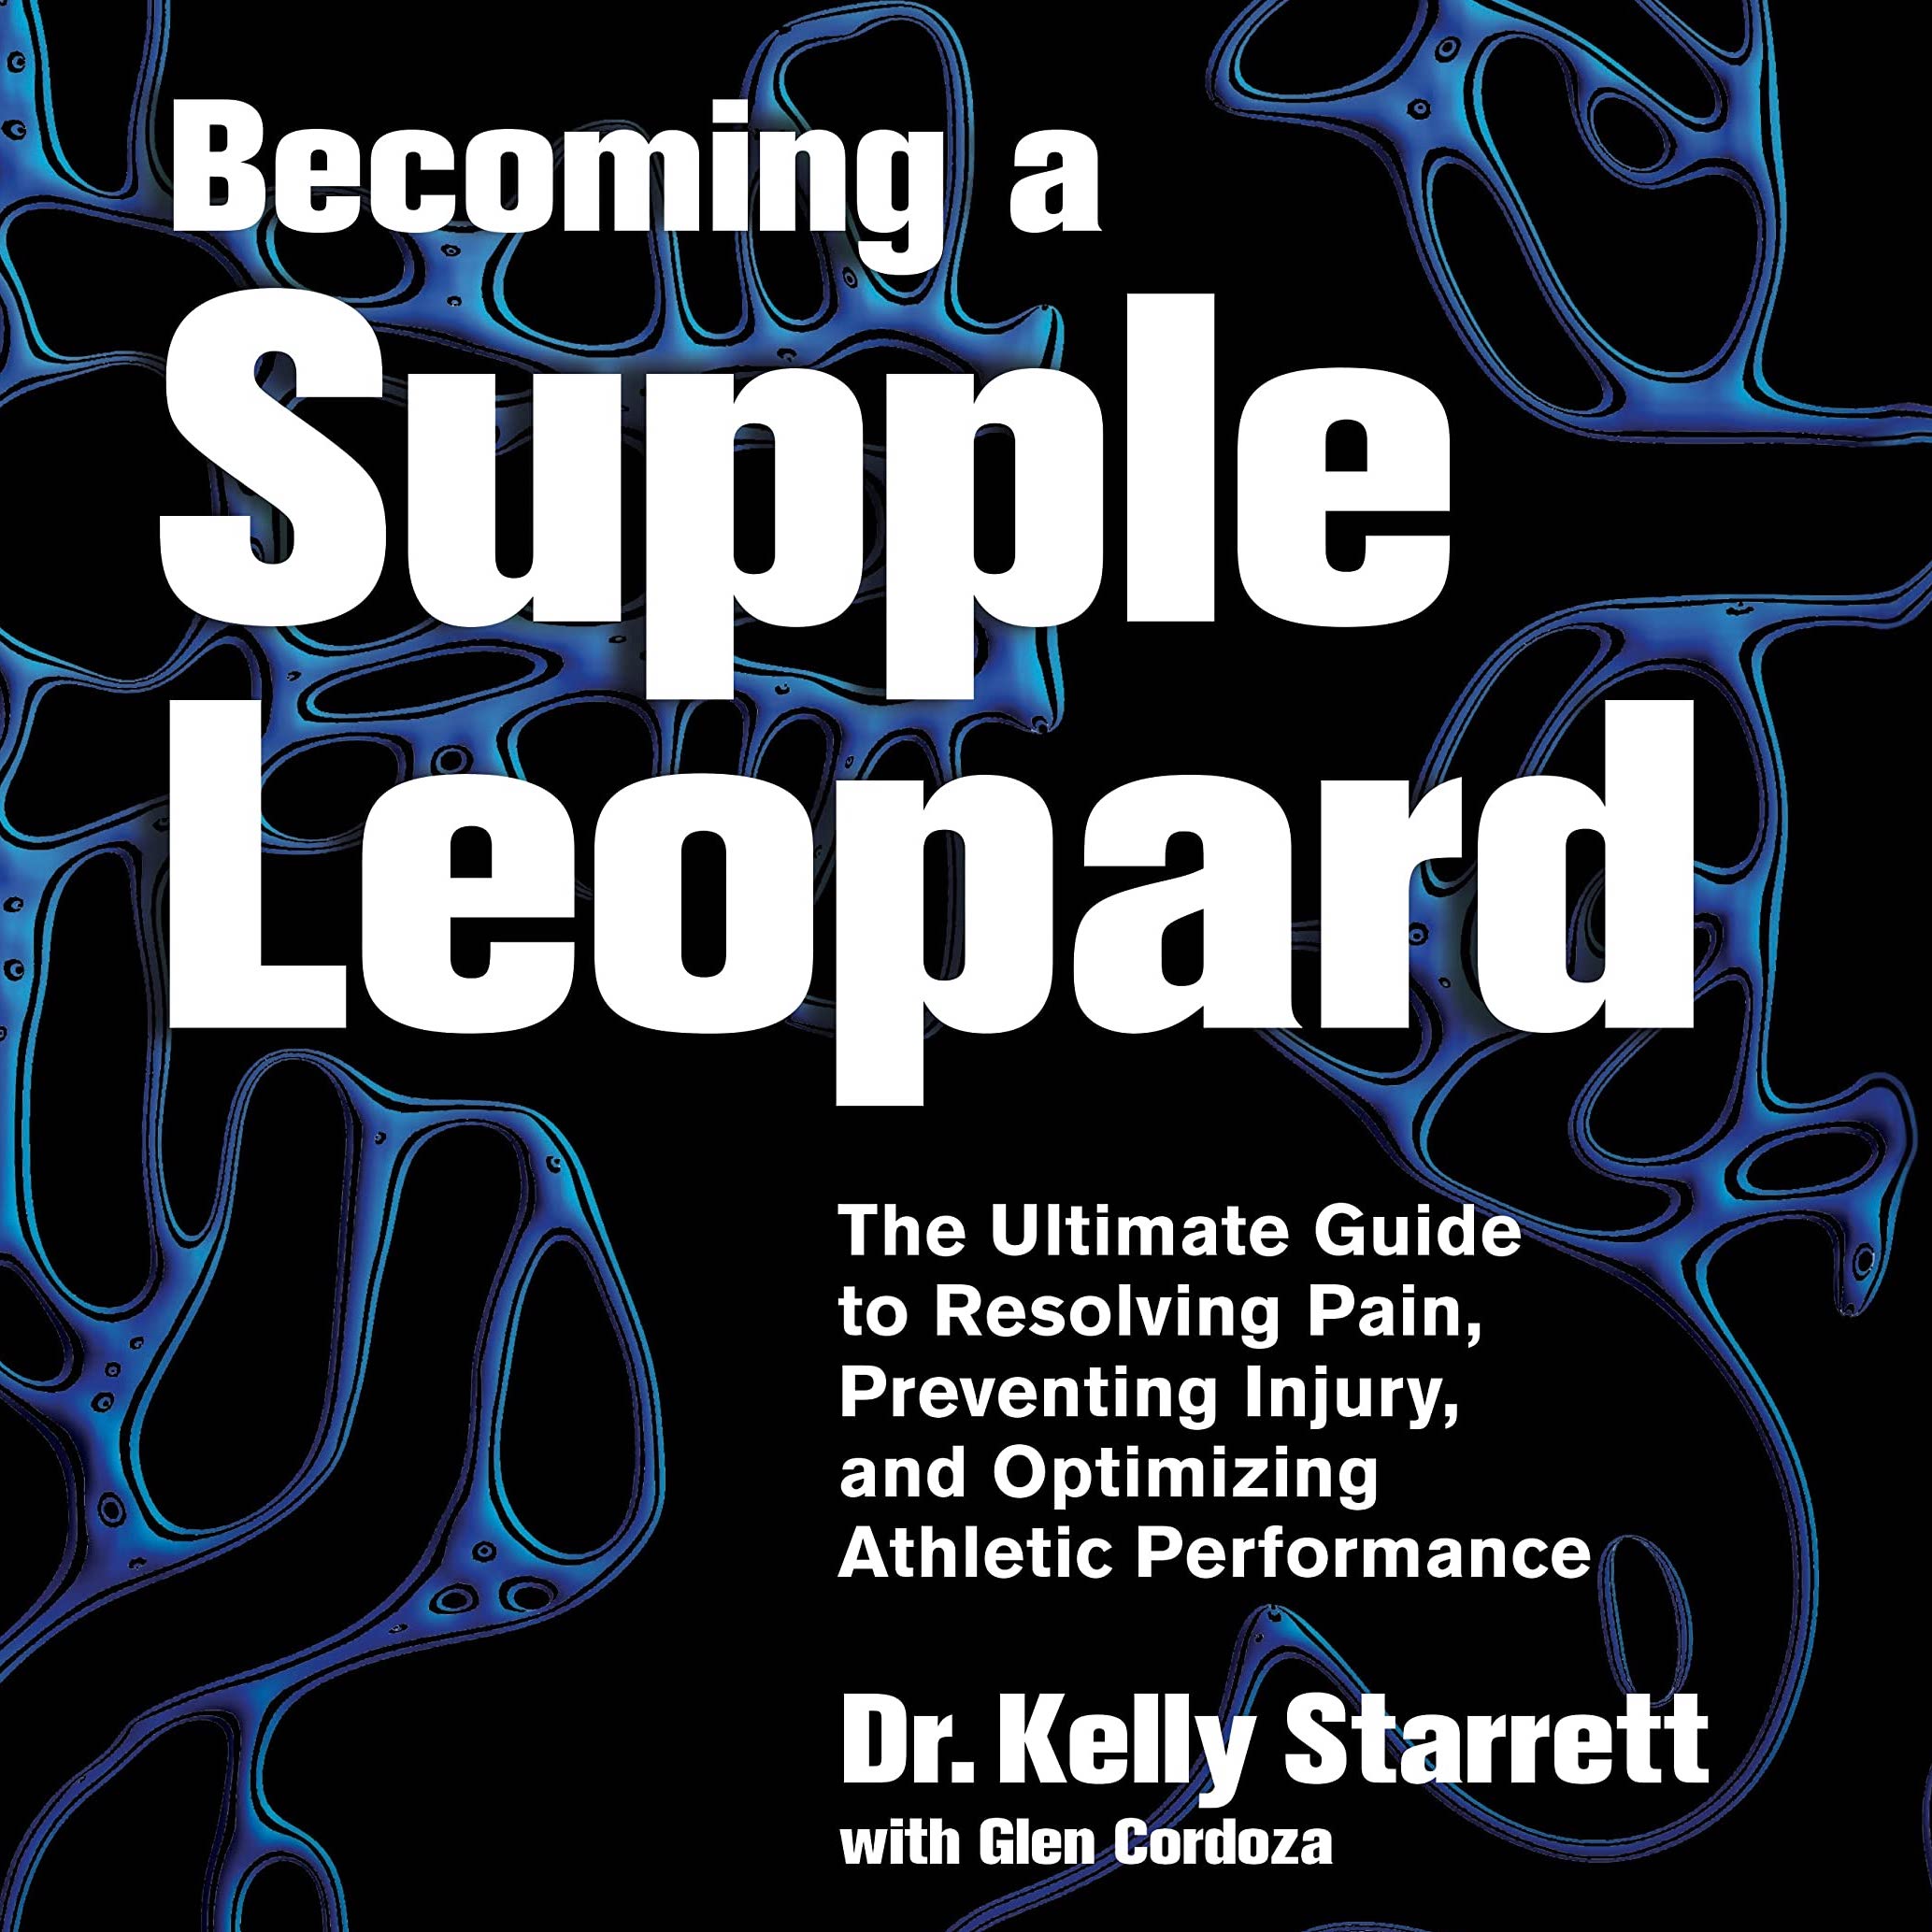 Becoming a
Supple
Leopard
The Ultimate Guide
to Resolving Pain,
Preventing Injury,
and Optimizing
Athletic Performance
Dr. Kelly Starrett
with Glen Cordoza